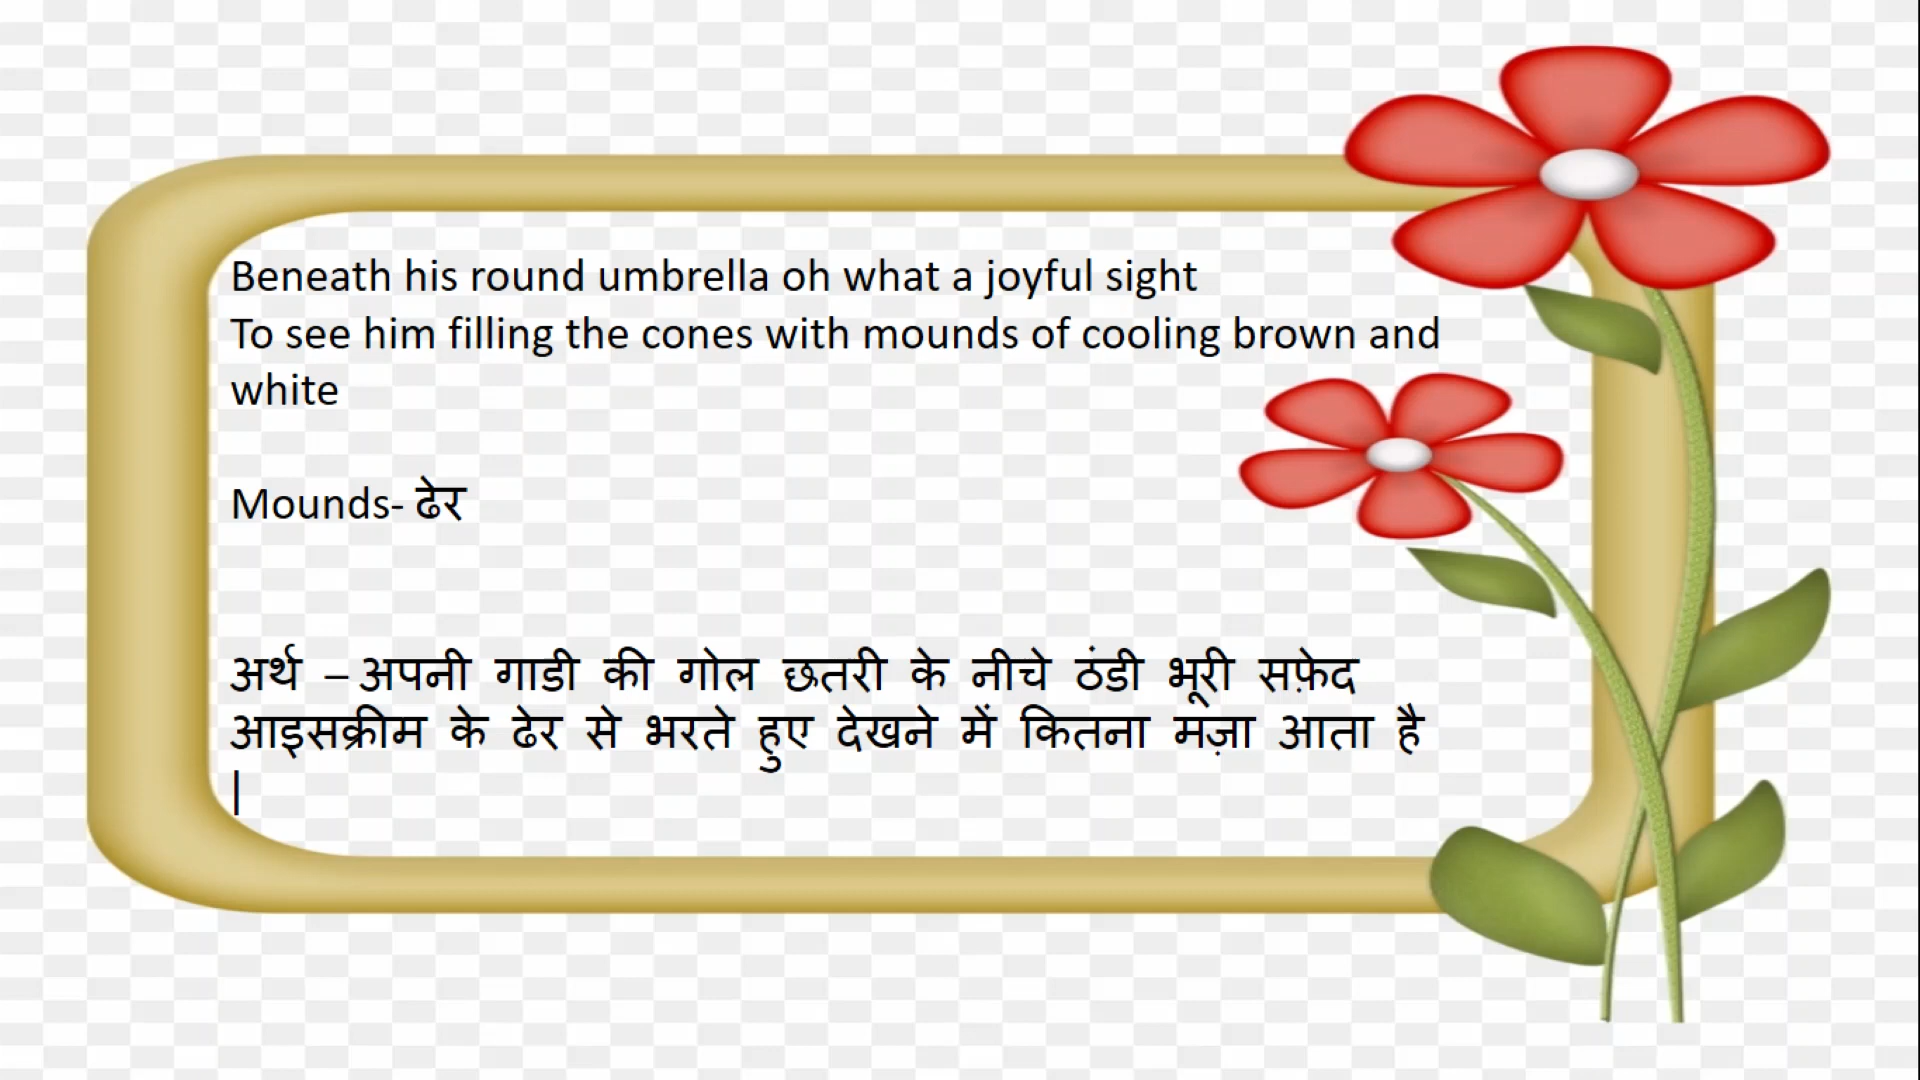 Beneath his round umbrella oh what a joyful sight
To see him filling the cones with mounds of cooling brown and
white
Mounds- ढेर
अर्थ – अपनी गाडी की गोल छतरी के नीचे ठंडी भूरी सफ़ेद
आइसक्रीम के ढेर से भरते हुए देखने में कितना मज़ा आता है
|